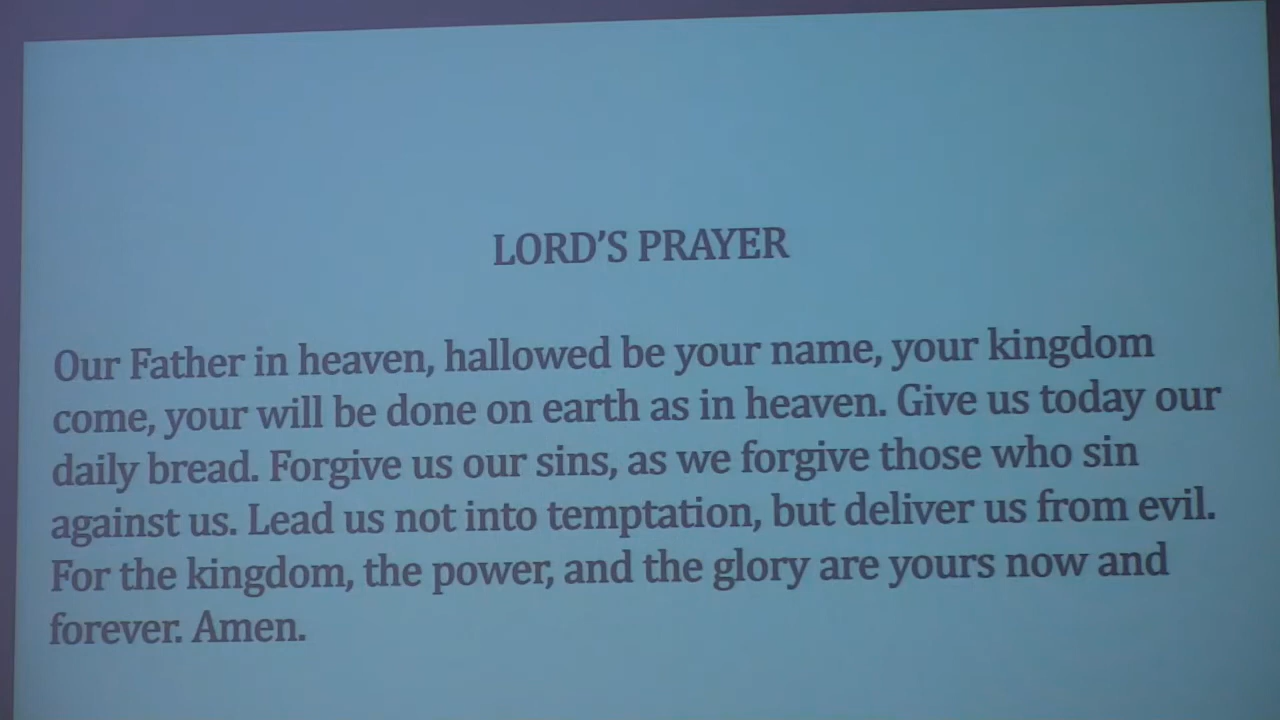 LORD'S PRAYER
Our Father in heaven, hallowed be your name, your kingdom
come, your will be done on earth as in heaven. Give us today our
daily bread. Forgive us our sins, as we forgive those who sin
against us. Lead us not into temptation, but deliver us from evil.
For the kingdom, the power, and the glory are yours now and
forever. Amen.